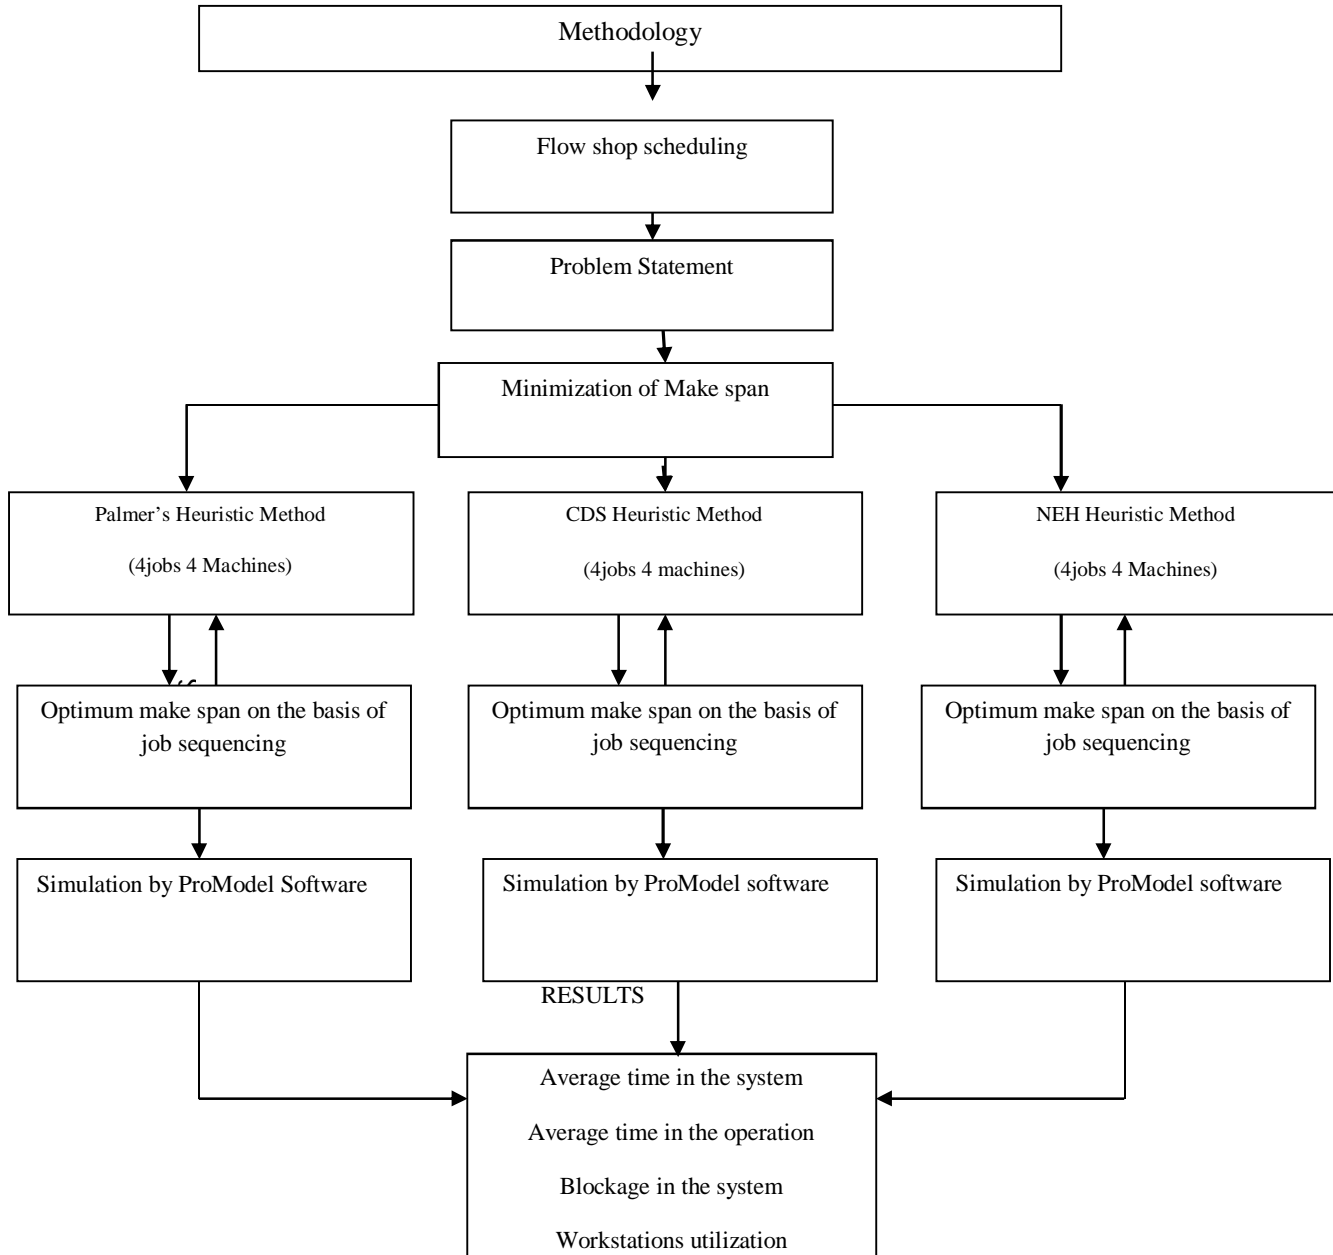 Methodology
Flow shop scheduling
Problem Statement
Minimization of Make span
Palmer’s Heuristic Method
(4jobs 4 Machines)
CDS Heuristic Method
(4jobs 4 machines)
NEH Heuristic Method
(4jobs 4 Machines)
Optimum make span on the basis of
job sequencing
Optimum make span on the basis of
job sequencing
Optimum make span on the basis of
job sequencing
Simulation by ProModel Software
Simulation by ProModel software
Simulation by ProModel software
RESULTS
Average time in the system
Average time in the operation
Blockage in the system
Workstations utilization